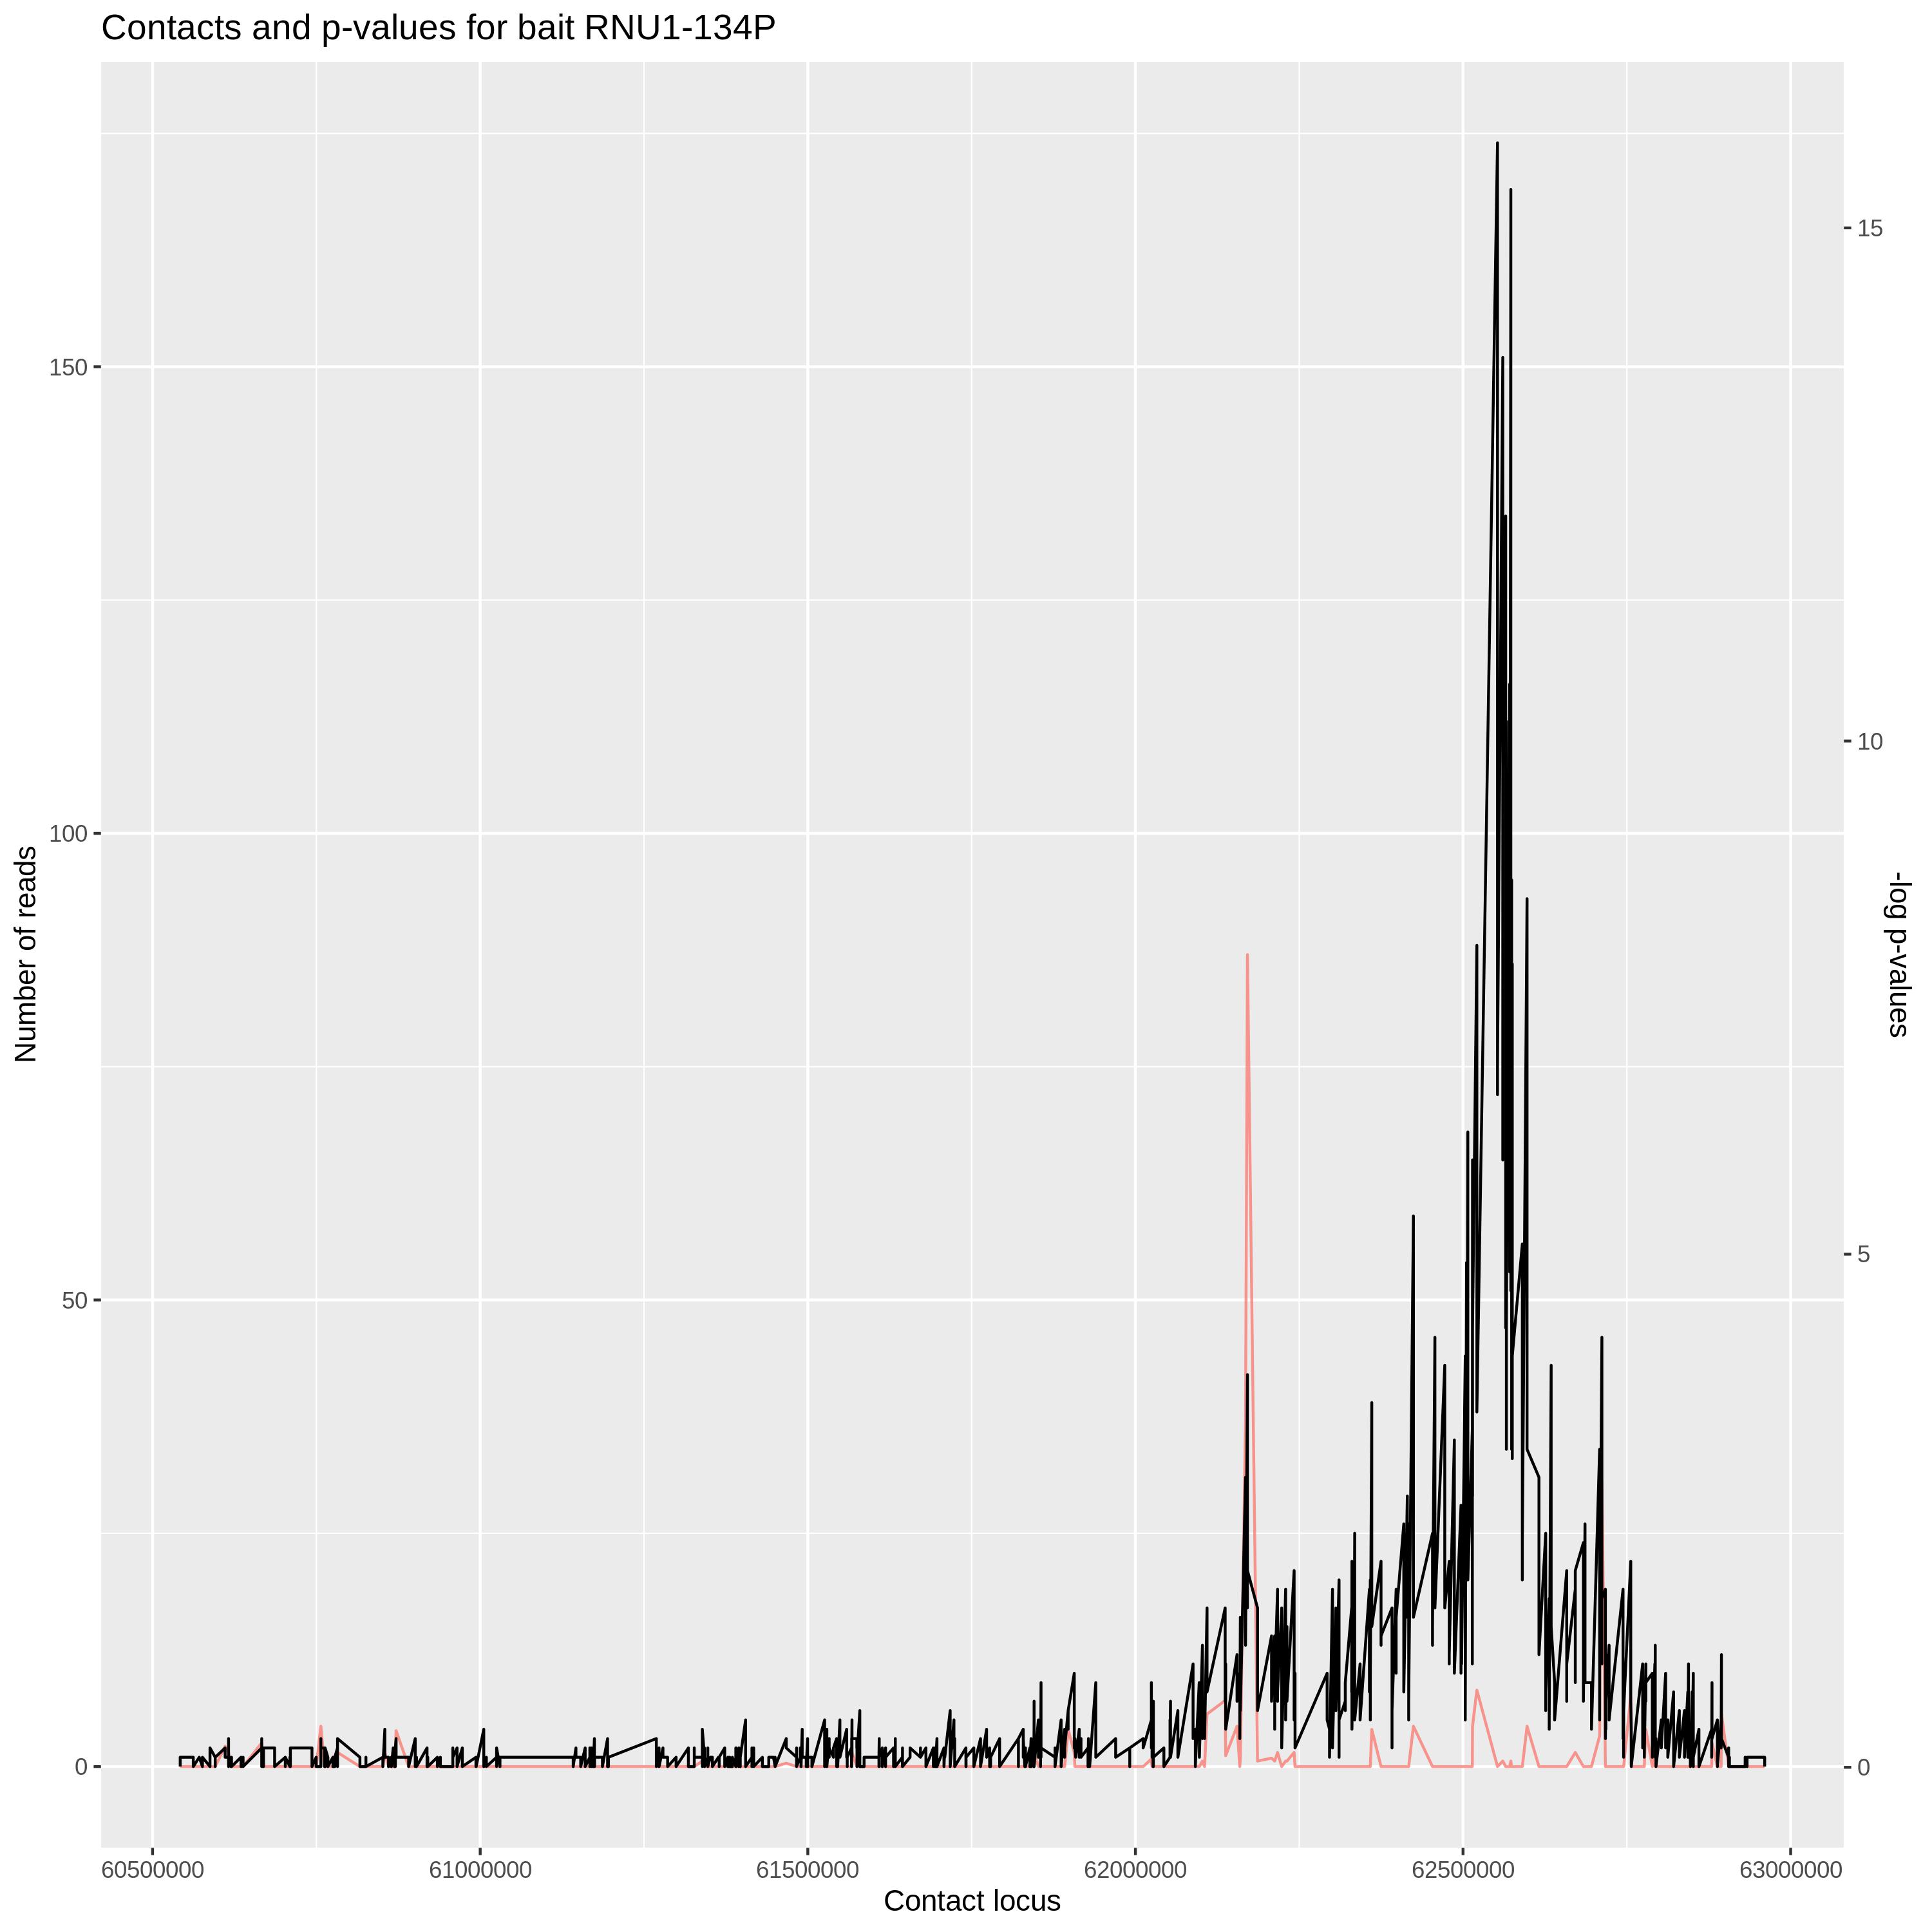 Contacts and p-values for bait RNU1-134P
150
100
50
0
15
10
5
0
Number of reads
-log p-values
60500000 61000000 61500000 62000000 62500000 63000000
Contact locus